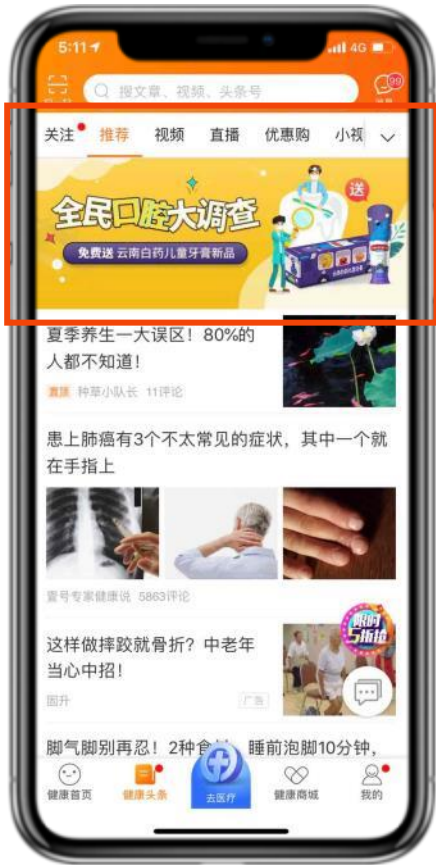 5:11
4G
搜文章、视频、头条号
99
关注 推荐 视频 直播 优惠购 小视
全民口腔大调查
送
免费送 云南白药儿童牙膏新品
夏季养生一大误区！80%的
人都不知道！
置顶 种草小队长 11评论
患上肺癌有3个不太常见的症状，其中一个就
在手指上
壹号专家健康说 5863评论
这样做摔跤就骨折？中老年
当心中招！
固升 广告
限时
5折抢
脚气脚别再忍！2种食 睡前泡脚10分钟，
健康首页 健康头条 去医疗 健康商城 我的